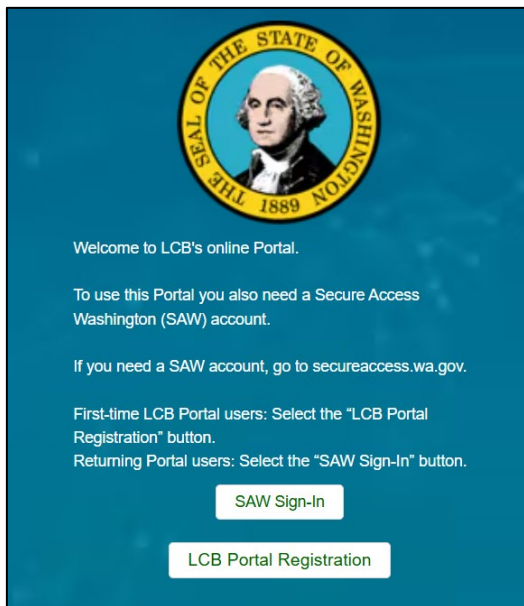 THE SEAL OF THE STATE OF WASHINGTON
1889
Welcome to LCB's online Portal.
To use this Portal you also need a Secure Access
Washington (SAW) account.
If you need a SAW account, go to secureaccess.wa.gov.
First-time LCB Portal users: Select the “LCB Portal
Registration” button.
Returning Portal users: Select the “SAW Sign-In” button.
SAW Sign-In
LCB Portal Registration